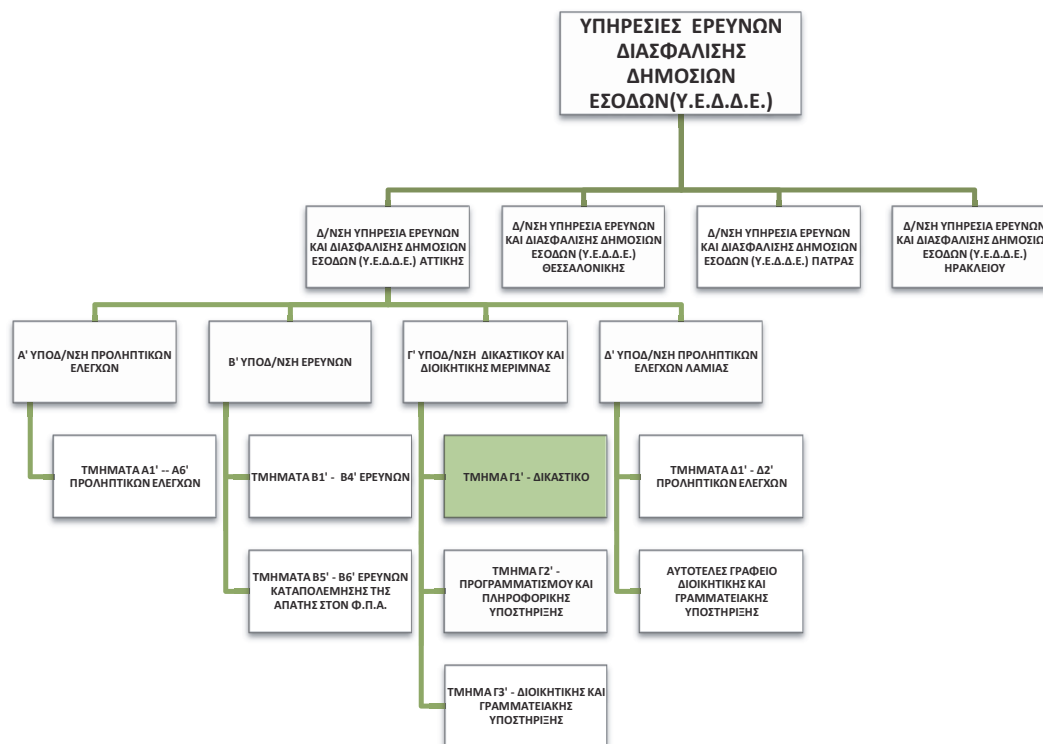 ΥΠΗΡΕΣΙΕΣ ΕΡΕΥΝΩΝ
ΔΙΑΣΦΑΛΙΣΗΣ
ΔΗΜΟΣΙΩΝ
ΕΣΟΔΩΝ(Υ.Ε.Δ.Δ.Ε.)
Δ/ΝΣΗ ΥΠΗΡΕΣΙΑ ΕΡΕΥΝΩΝ
ΚΑΙ ΔΙΑΣΦΑΛΙΣΗΣ ΔΗΜΟΣΙΩΝ
ΕΣΟΔΩΝ (Υ.Ε.Δ.Δ.Ε.) ΑΤΤΙΚΗΣ
Δ/ΝΣΗ ΥΠΗΡΕΣΙΑ ΕΡΕΥΝΩΝ
ΚΑΙ ΔΙΑΣΦΑΛΙΣΗΣ ΔΗΜΟΣΙΩΝ
ΕΣΟΔΩΝ (Υ.Ε.Δ.Δ.Ε.)
ΘΕΣΣΑΛΟΝΙΚΗΣ
Δ/ΝΣΗ ΥΠΗΡΕΣΙΑ ΕΡΕΥΝΩΝ
ΚΑΙ ΔΙΑΣΦΑΛΙΣΗΣ ΔΗΜΟΣΙΩΝ
ΕΣΟΔΩΝ (Υ.Ε.Δ.Δ.Ε.) ΠΑΤΡΑΣ
Δ/ΝΣΗ ΥΠΗΡΕΣΙΑ ΕΡΕΥΝΩΝ
ΚΑΙ ΔΙΑΣΦΑΛΙΣΗΣ ΔΗΜΟΣΙΩΝ
ΕΣΟΔΩΝ (Υ.Ε.Δ.Δ.Ε.)
ΗΡΑΚΛΕΙΟΥ
Α' ΥΠΟΔ/ΝΣΗ ΠΡΟΛΗΠΤΙΚΩΝ
ΕΛΕΓΧΩΝ
Β' ΥΠΟΔ/ΝΣΗ ΕΡΕΥΝΩΝ
Γ' ΥΠΟΔ/ΝΣΗ ΔΙΚΑΣΤΙΚΟΥ ΚΑΙ
ΔΙΟΙΚΗΤΙΚΗΣ ΜΕΡΙΜΝΑΣ
Δ' ΥΠΟΔ/ΝΣΗ ΠΡΟΛΗΠΤΙΚΩΝ
ΕΛΕΓΧΩΝ ΛΑΜΙΑΣ
ΤΜΗΜΑΤΑ Α1' -- Α6'
ΠΡΟΛΗΠΤΙΚΩΝ ΕΛΕΓΧΩΝ
ΤΜΗΜΑΤΑ Β1' - Β4' ΕΡΕΥΝΩΝ
ΤΜΗΜΑ Γ1' - ΔΙΚΑΣΤΙΚΟ
ΤΜΗΜΑΤΑ Δ1' - Δ2'
ΠΡΟΛΗΠΤΙΚΩΝ ΕΛΕΓΧΩΝ
ΤΜΗΜΑΤΑ Β5' - Β6' ΕΡΕΥΝΩΝ
ΚΑΤΑΠΟΛΕΜΗΣΗΣ ΤΗΣ
ΑΠΑΤΗΣ ΣΤΟΝ Φ.Π.Α.
ΤΜΗΜΑ Γ2' -
ΠΡΟΓΡΑΜΜΑΤΙΣΜΟΥ ΚΑΙ
ΠΛΗΡΟΦΟΡΙΚΗΣ
ΥΠΟΣΤΗΡΙΞΗΣ
ΑΥΤΟΤΕΛΕΣ ΓΡΑΦΕΙΟ
ΔΙΟΙΚΗΤΙΚΗΣ ΚΑΙ
ΓΡΑΜΜΑΤΕΙΑΚΗΣ
ΥΠΟΣΤΗΡΙΞΗΣ
ΤΜΗΜΑ Γ3' - ΔΙΟΙΚΗΤΙΚΗΣ ΚΑΙ
ΓΡΑΜΜΑΤΕΙΑΚΗΣ
ΥΠΟΣΤΗΡΙΞΗΣ